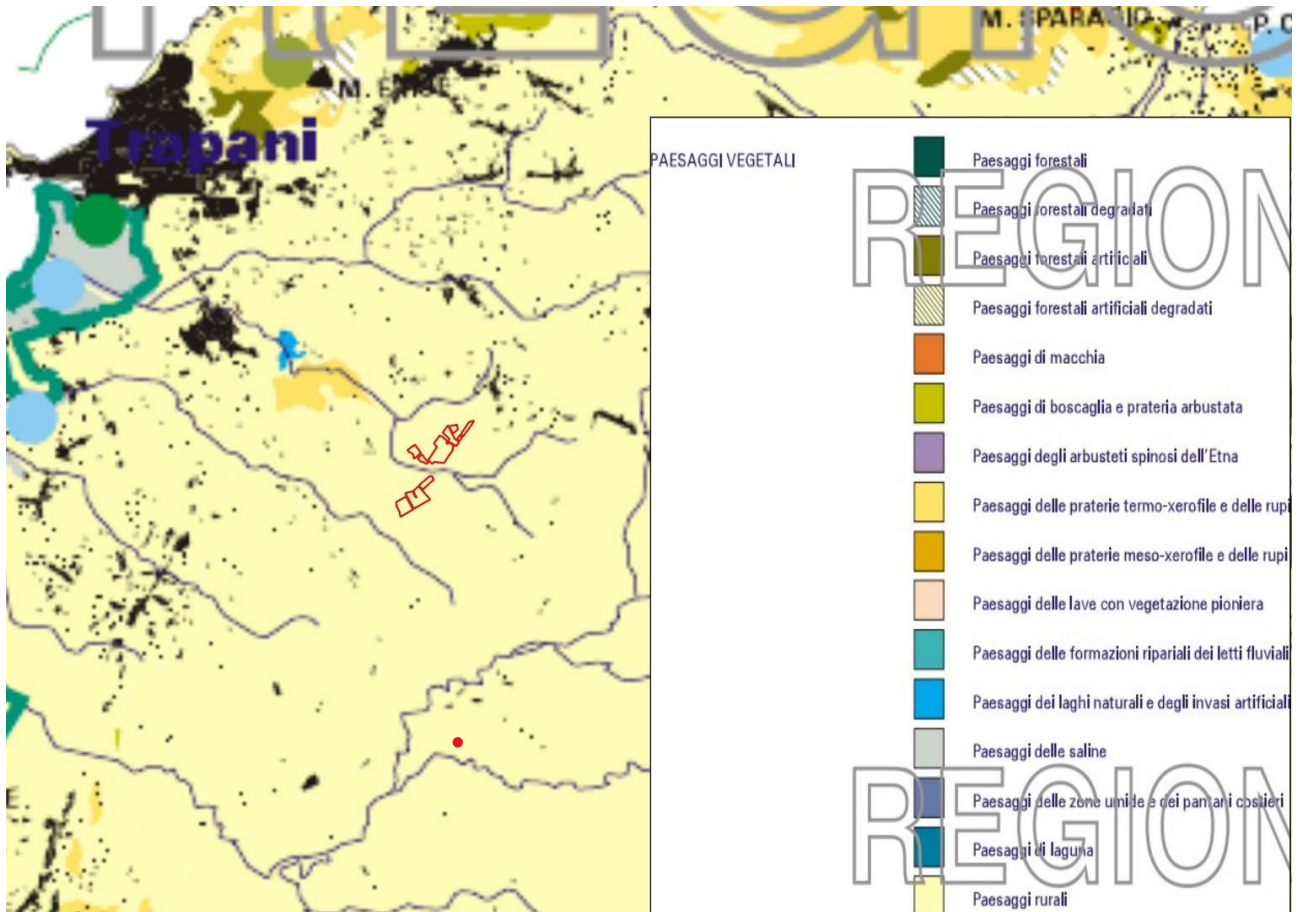 REGIO
M. SPARAGIO
P. C
M. ERICE
Trapani
PAESAGGI VEGETALI
Paesaggi forestali
Paesaggi forestali degradati
Paesaggi forestali artificiali
Paesaggi forestali artificiali degradati
Paesaggi di macchia
Paesaggi di boscaglia e prateria arbustata
Paesaggi degli arbusteti spinosi dell'Etna
Paesaggi delle praterie termo-xerofile e delle rupi
Paesaggi delle praterie meso-xerofile e delle rupi
Paesaggi delle lave con vegetazione pioniera
Paesaggi delle formazioni ripariali dei letti fluviali
Paesaggi dei laghi naturali e degli invasi artificiali
Paesaggi delle saline
Paesaggi delle zone umide e dei pantani costieri
Paesaggi di laguna
Paesaggi rurali
REGION
REGION